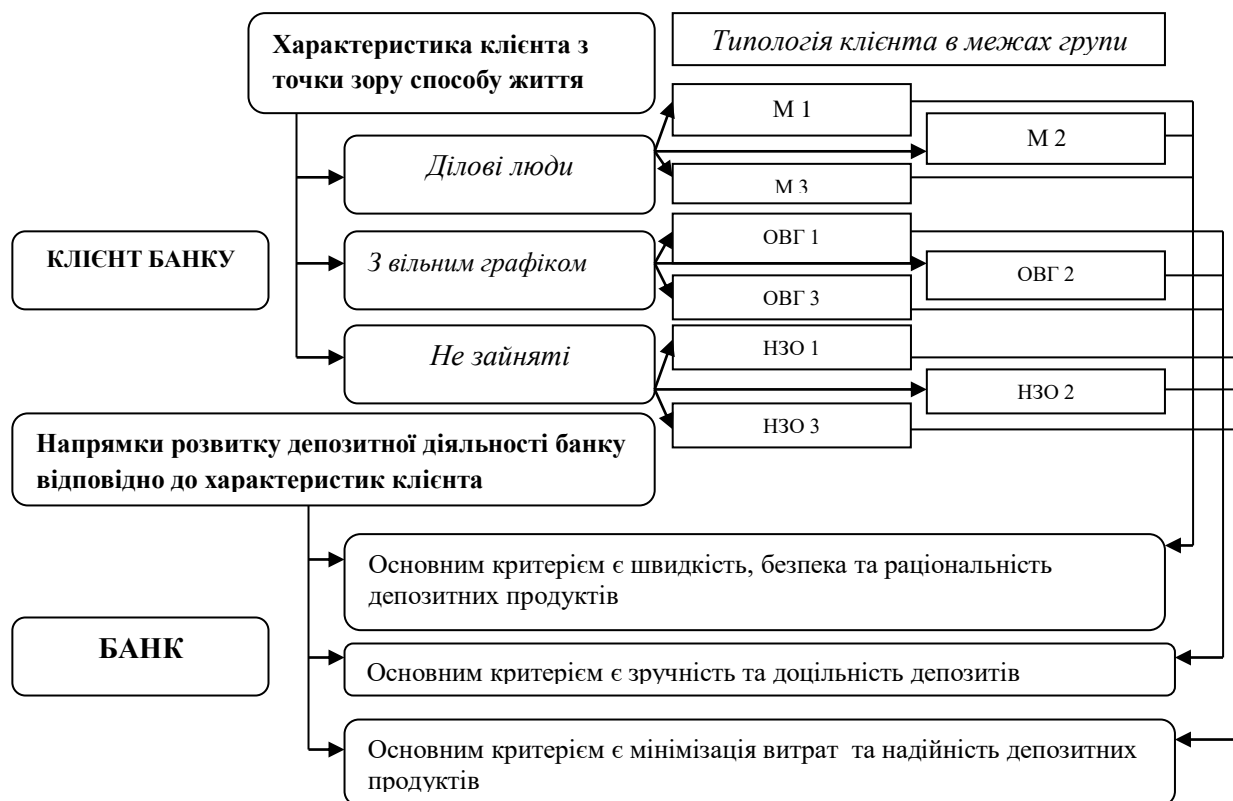 Характеристика клієнта з
точки зору способу життя
Типологія клієнта в межах групи
М 1
М 2
Ділові люди
М 3
КЛІЄНТ БАНКУ
З вільним графіком
ОВГ 1
ОВГ 2
ОВГ 3
Не зайняті
НЗО 1
НЗО 2
НЗО 3
Напрямки розвитку депозитної діяльності банку
відповідно до характеристик клієнта
Основним критерієм є швидкість, безпека та раціональність
депозитних продуктів
БАНК
Основним критерієм є зручність та доцільність депозитів
Основним критерієм є мінімізація витрат та надійність депозитних
продуктів